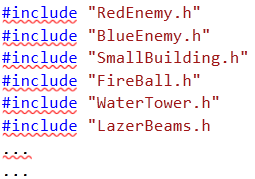 #include "RedEnemy.h"
#include "BlueEnemy.h"
#include "SmallBuilding.h"
#include "FireBall.h"
#include "WaterTower.h"
#include "LazerBeams.h
...
...